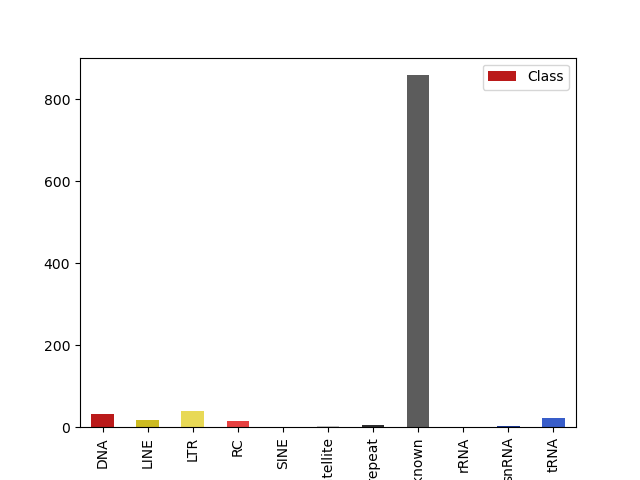 Class
800
600
400
200
0
DNA
LINE
LTR
RC
SINE
tellite
repeat
known
rRNA
snRNA
tRNA